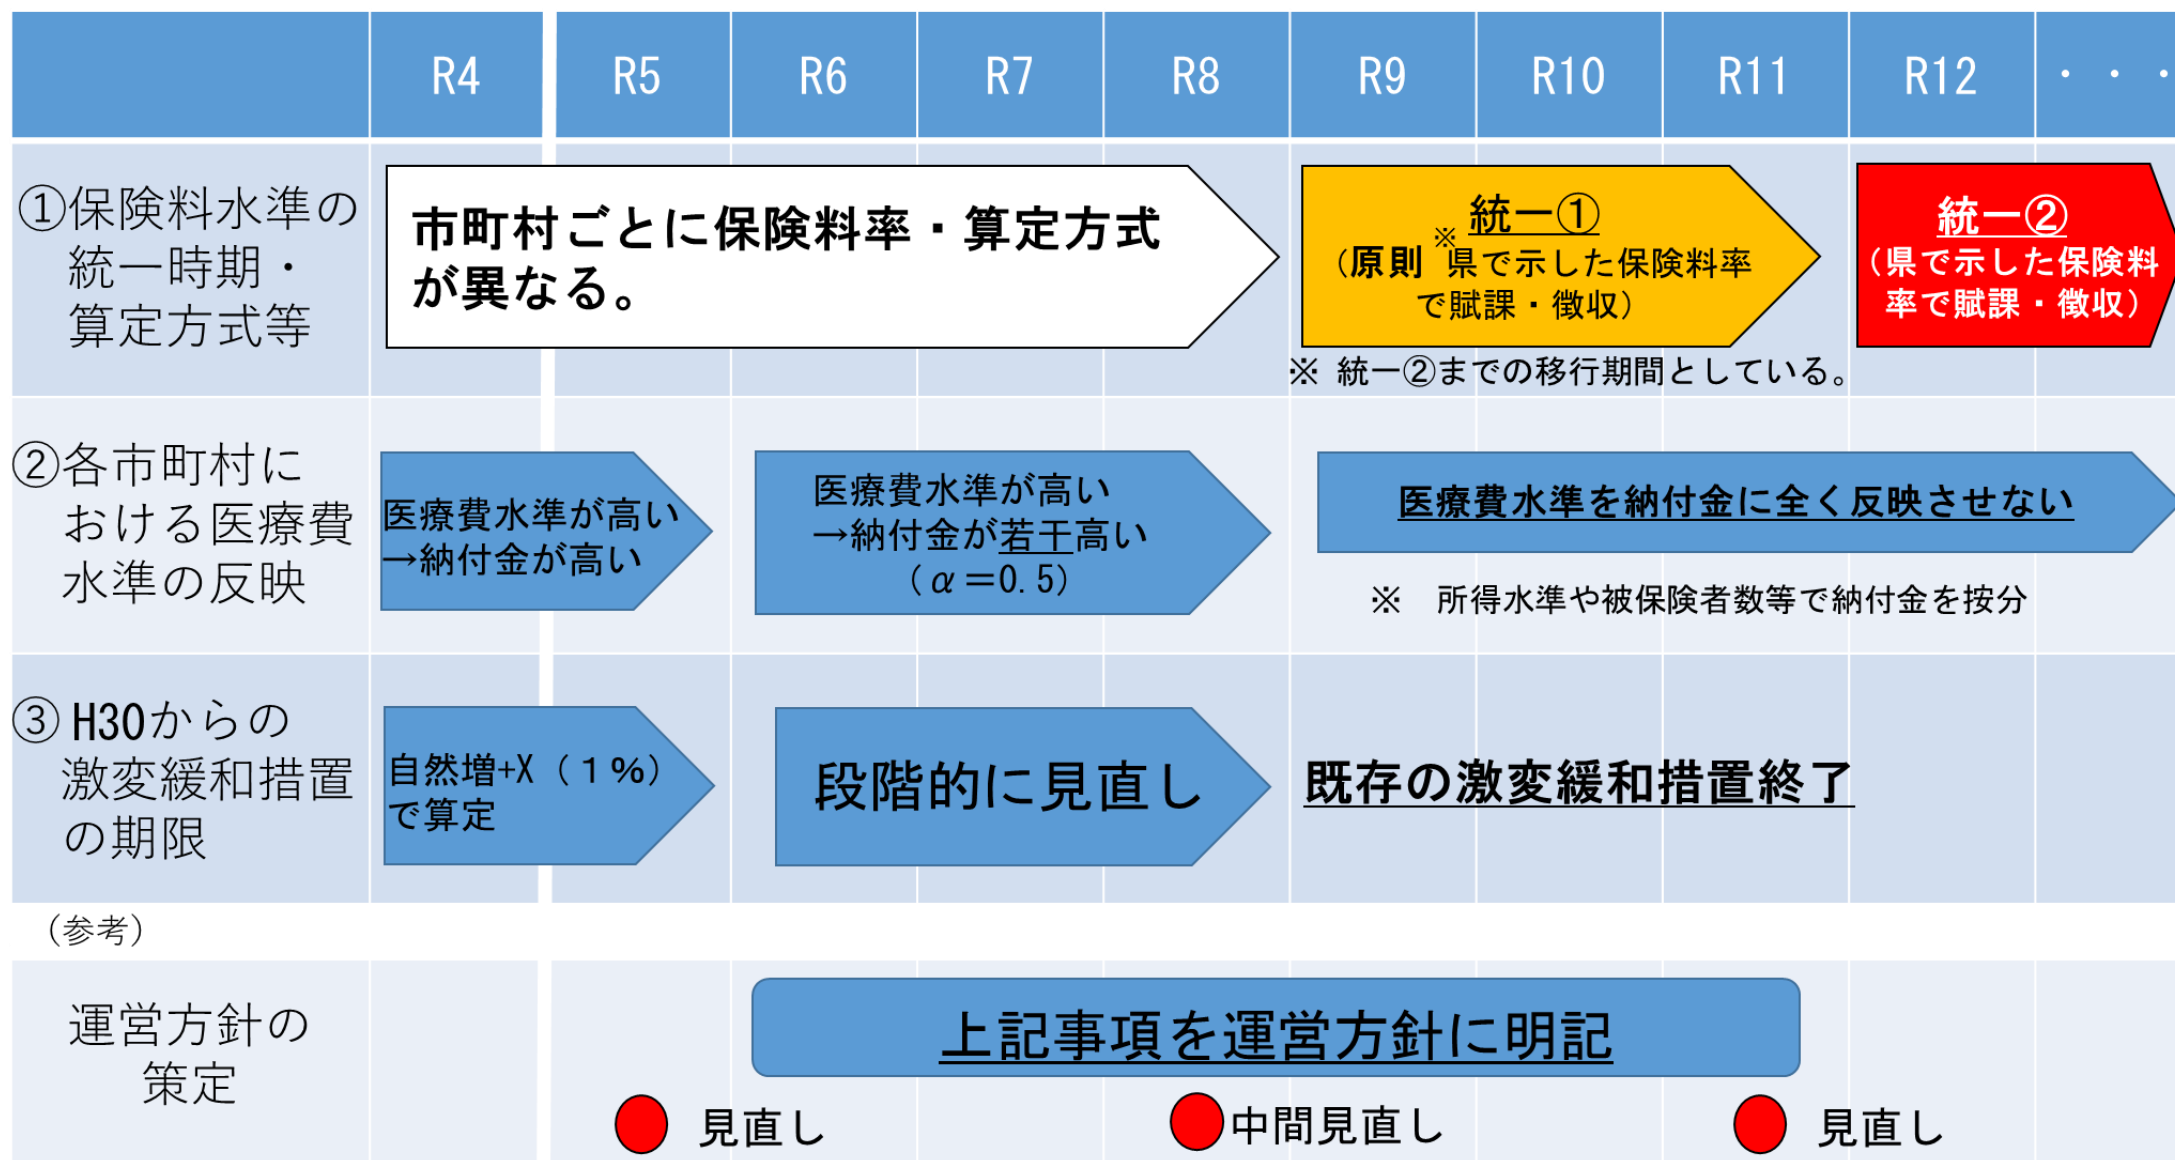 R4
R5
R6
R7
R8
R9
R10
R11
R12
・・・
①保険料水準の
統一時期・
算定方式等
市町村ごとに保険料率・算定方式
が異なる。
統一①
（原則※県で示した保険料率
で賦課・徴収）
※ 統一②までの移行期間としている。
統一②
（県で示した保険料
率で賦課・徴収）
②各市町村に
おける医療費
水準の反映
医療費水準が高い
→納付金が高い
医療費水準が高い
→納付金が若干高い
（α＝0.5）
医療費水準を納付金に全く反映させない
※　所得水準や被保険者数等で納付金を按分
③H30からの
激変緩和措置
の期限
自然増+X（１％）
で算定
段階的に見直し
既存の激変緩和措置終了
（参考）
運営方針の
策定
上記事項を運営方針に明記
見直し
中間見直し
見直し